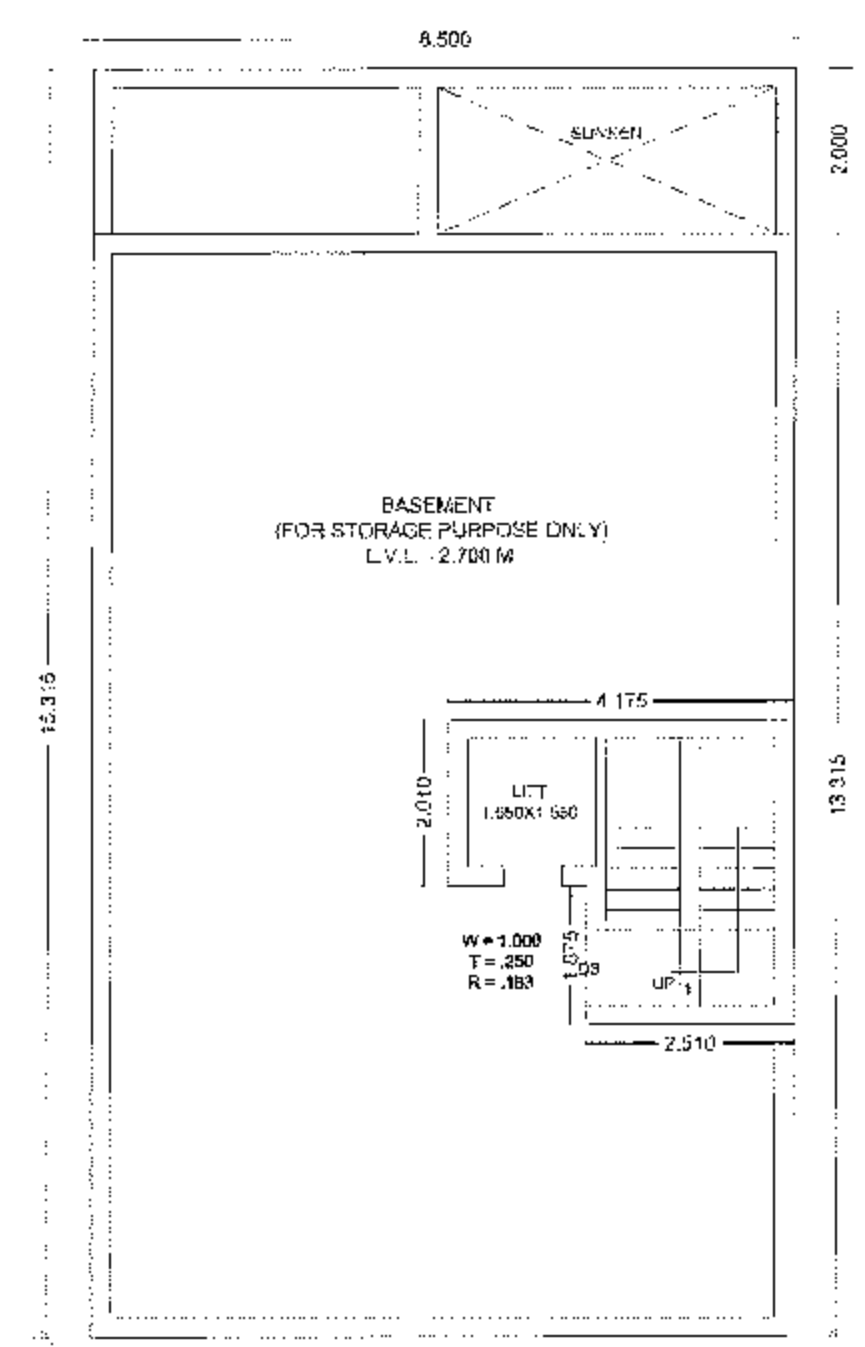 8.500
SUNKEN
2.000
BASEMENT
(FOR STORAGE PURPOSE ONLY)
L.V.L. -2.700 M
15.315
4.175
2.010
LIFT
13.315
W = 1.000
T = .250
R = .183
D3
UP
2.510